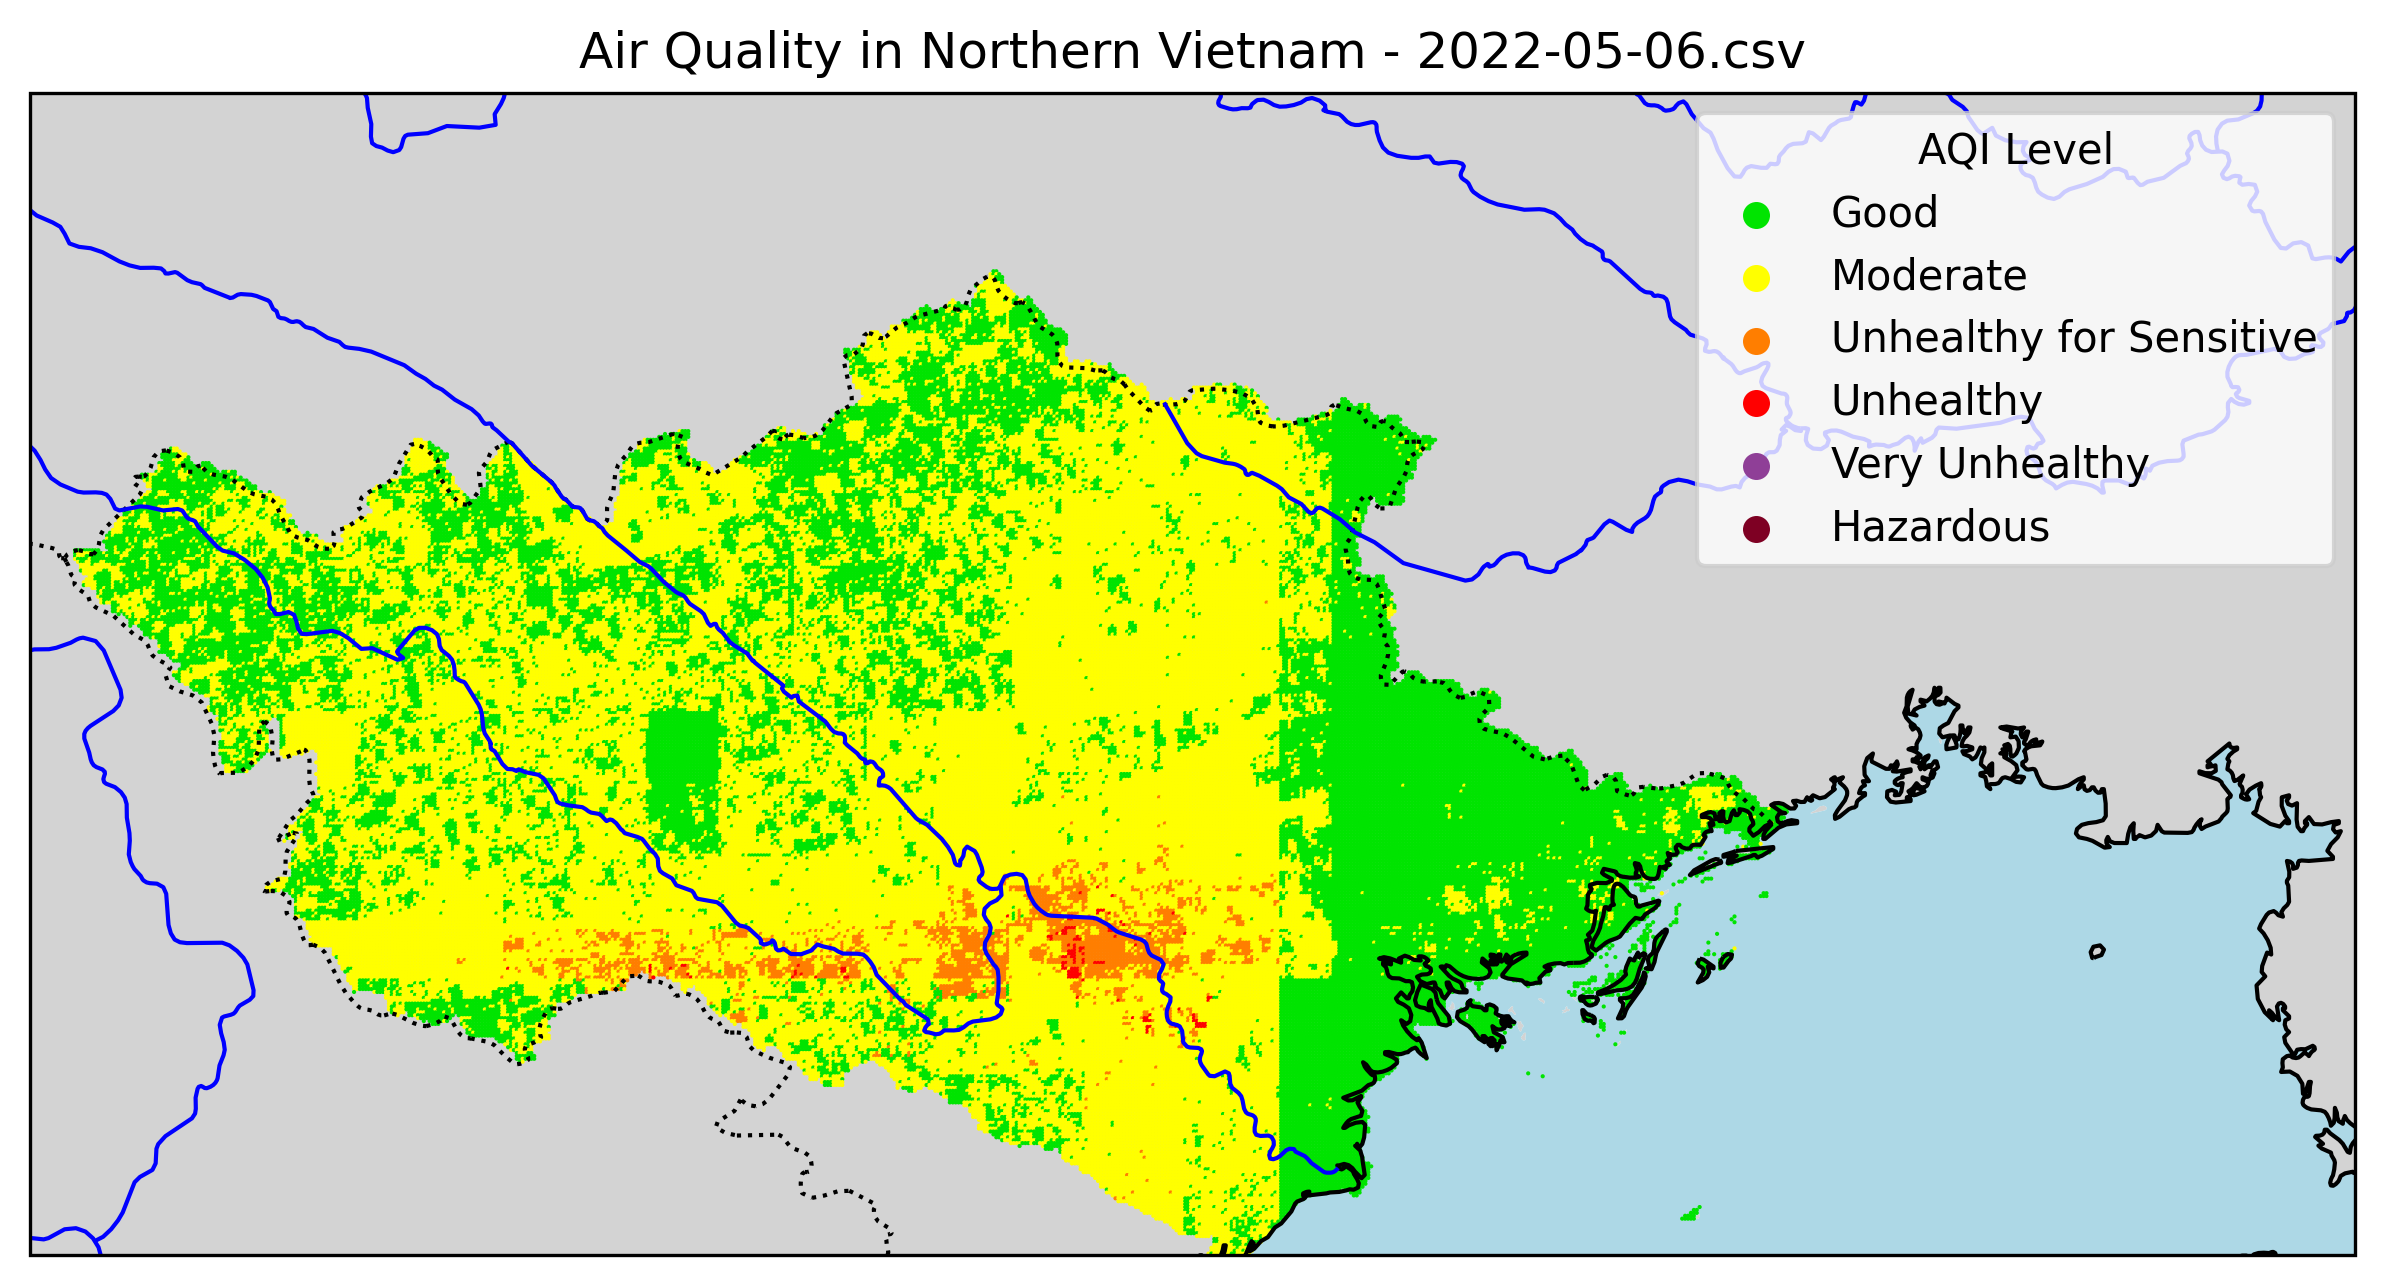 Air Quality in Northern Vietnam - 2022-05-06.csv
AQI Level
Good
Moderate
Unhealthy for Sensitive
Unhealthy
Very Unhealthy
Hazardous